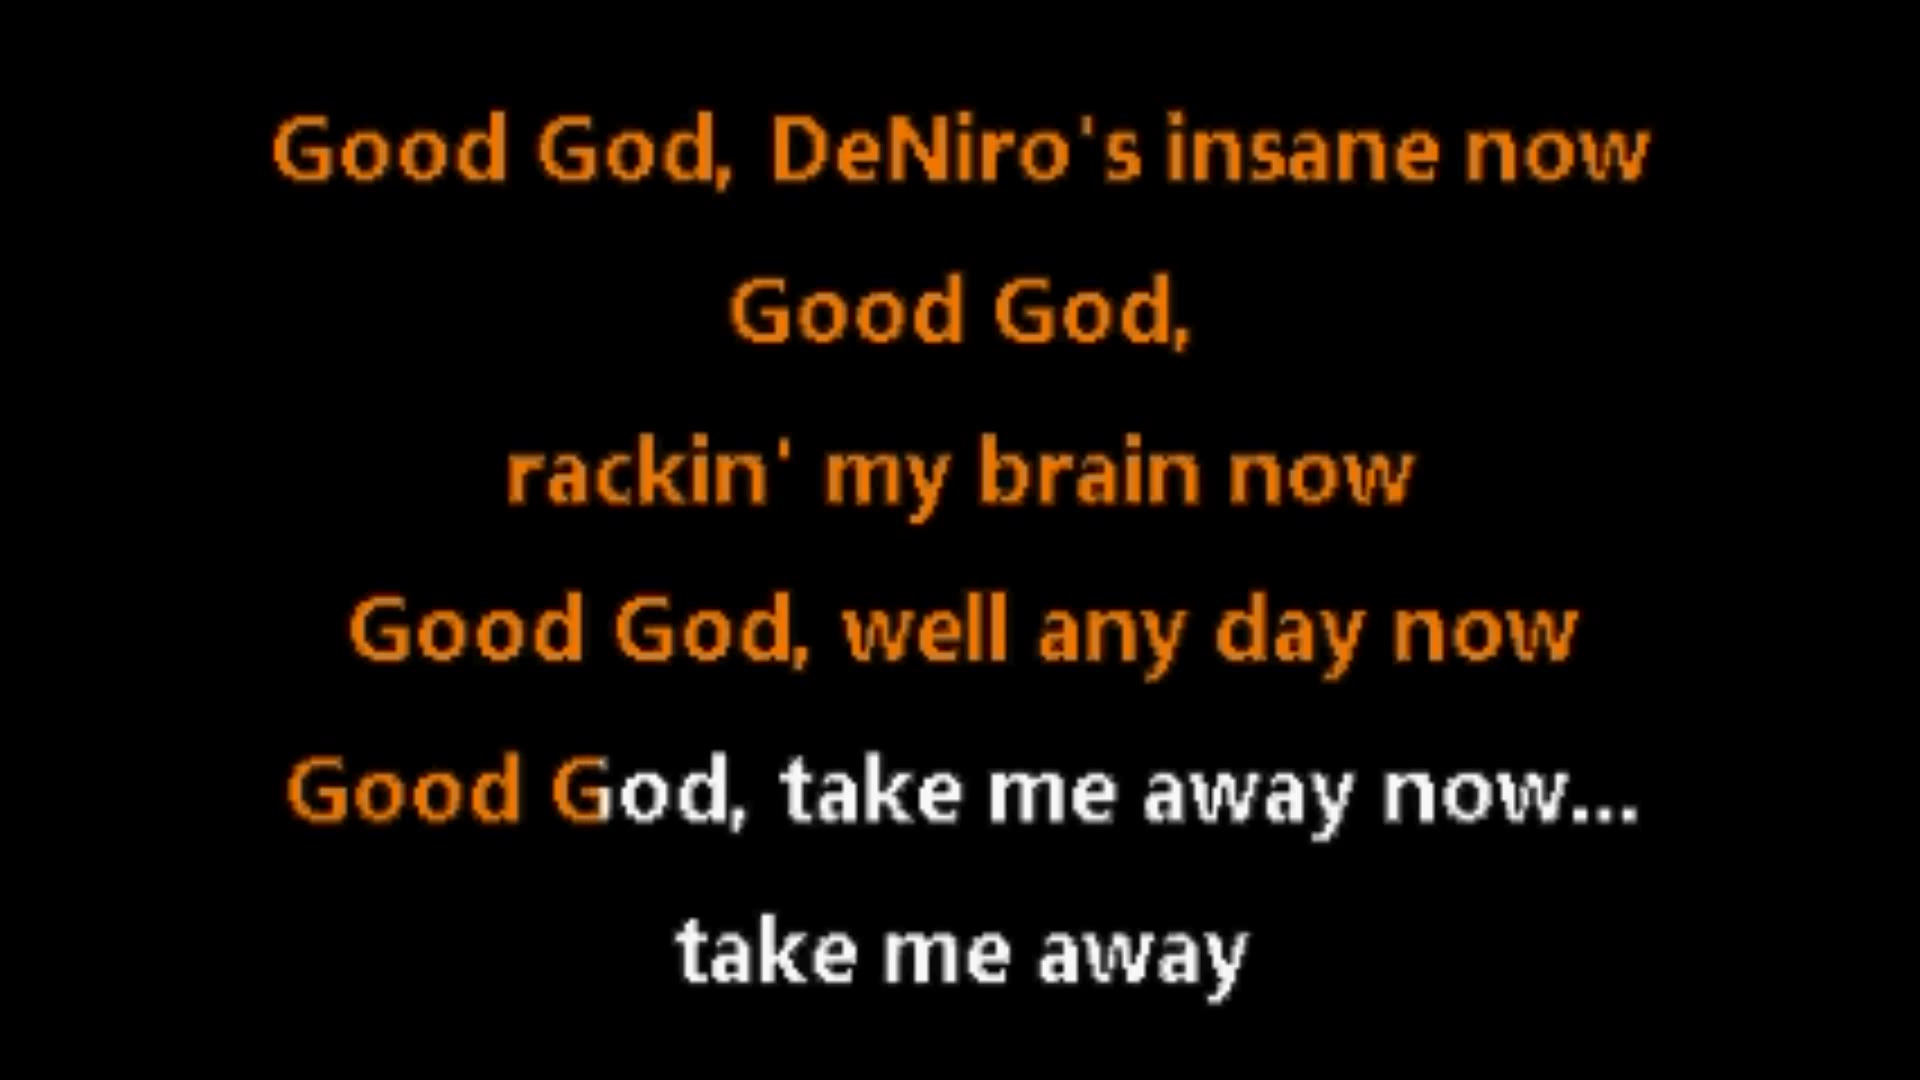 Good God, DeNiro's insane now
Good God,
rackin' my brain now
Good God, well any day now
Good God, take me away now...
take me away